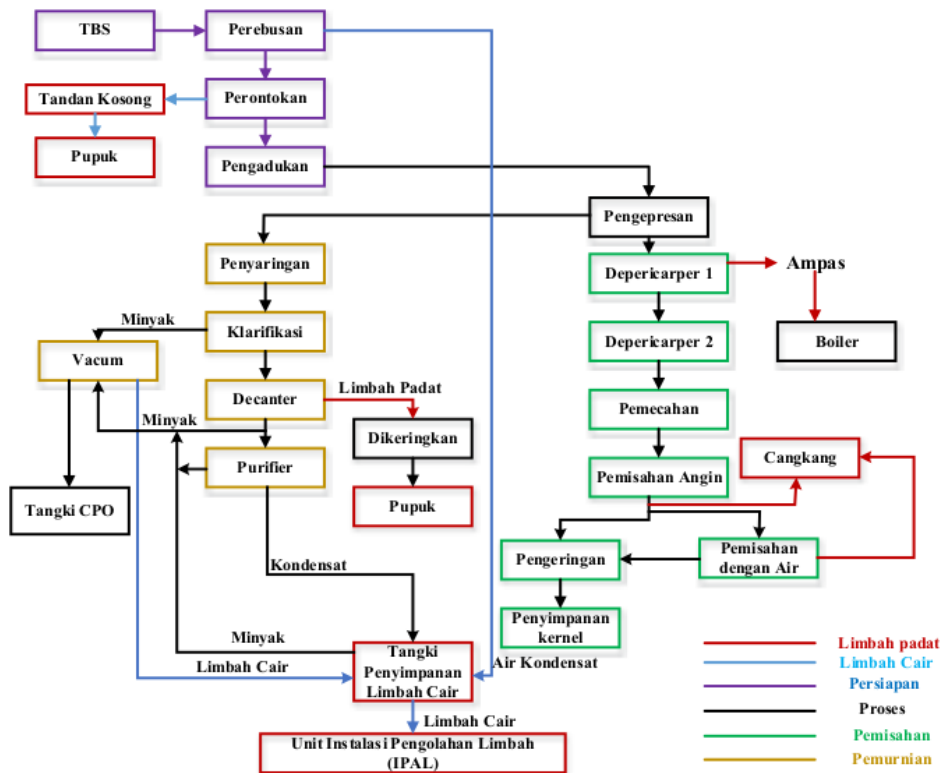 TBS
Perebusan
Tandan Kosong
Perontokan
Pupuk
Pengadukan
Pengepresan
Penyaringan
Depericarper 1
Ampas
Minyak
Klarifikasi
Depericarper 2
Boiler
Vacum
Decanter
Limbah Padat
Pemecahan
Minyak
Dikeringkan
Purifier
Pemisahan Angin
Cangkang
Tangki CPO
Pupuk
Pengeringan
Pemisahan
dengan Air
Kondensat
Penyimpanan
kernel
Minyak
Tangki
Penyimpanan
Limbah Cair
Air Kondensat
Limbah Cair
Limbah Cair
Unit Instalasi Pengolahan Limbah
(IPAL)
Limbah padat
Limbah Cair
Persiapan
Proses
Pemisahan
Pemurnian